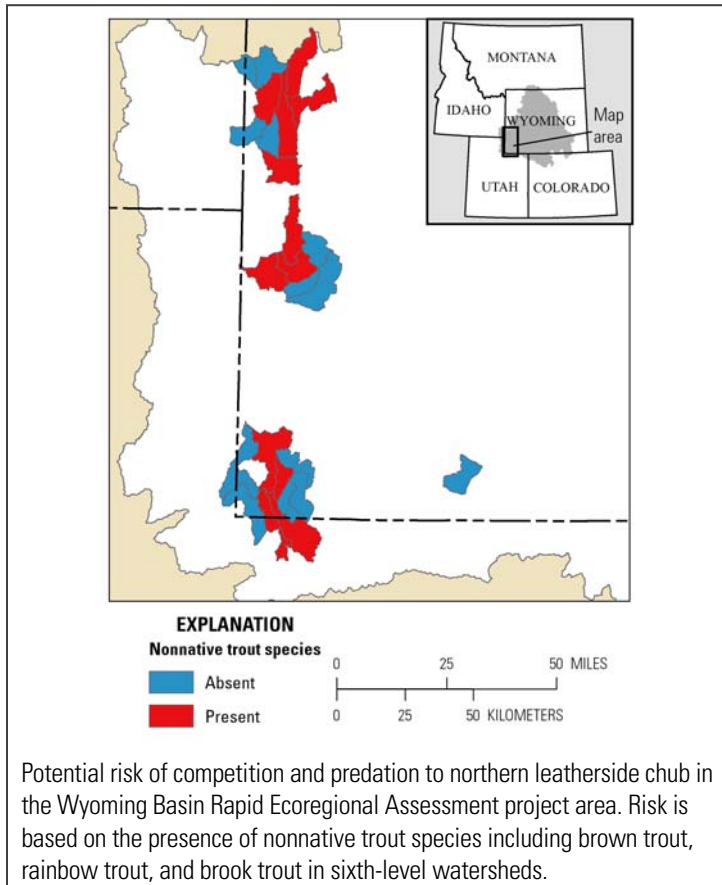 MONTANA
IDAHO
WYOMING
Map
area
UTAH
COLORADO
EXPLANATION
Nonnative trout species
Absent
Present
0 25 50 MILES
0 25 50 KILOMETERS
Potential risk of competition and predation to northern leatherside chub in
the Wyoming Basin Rapid Ecoregional Assessment project area. Risk is
based on the presence of nonnative trout species including brown trout,
rainbow trout, and brook trout in sixth-level watersheds.